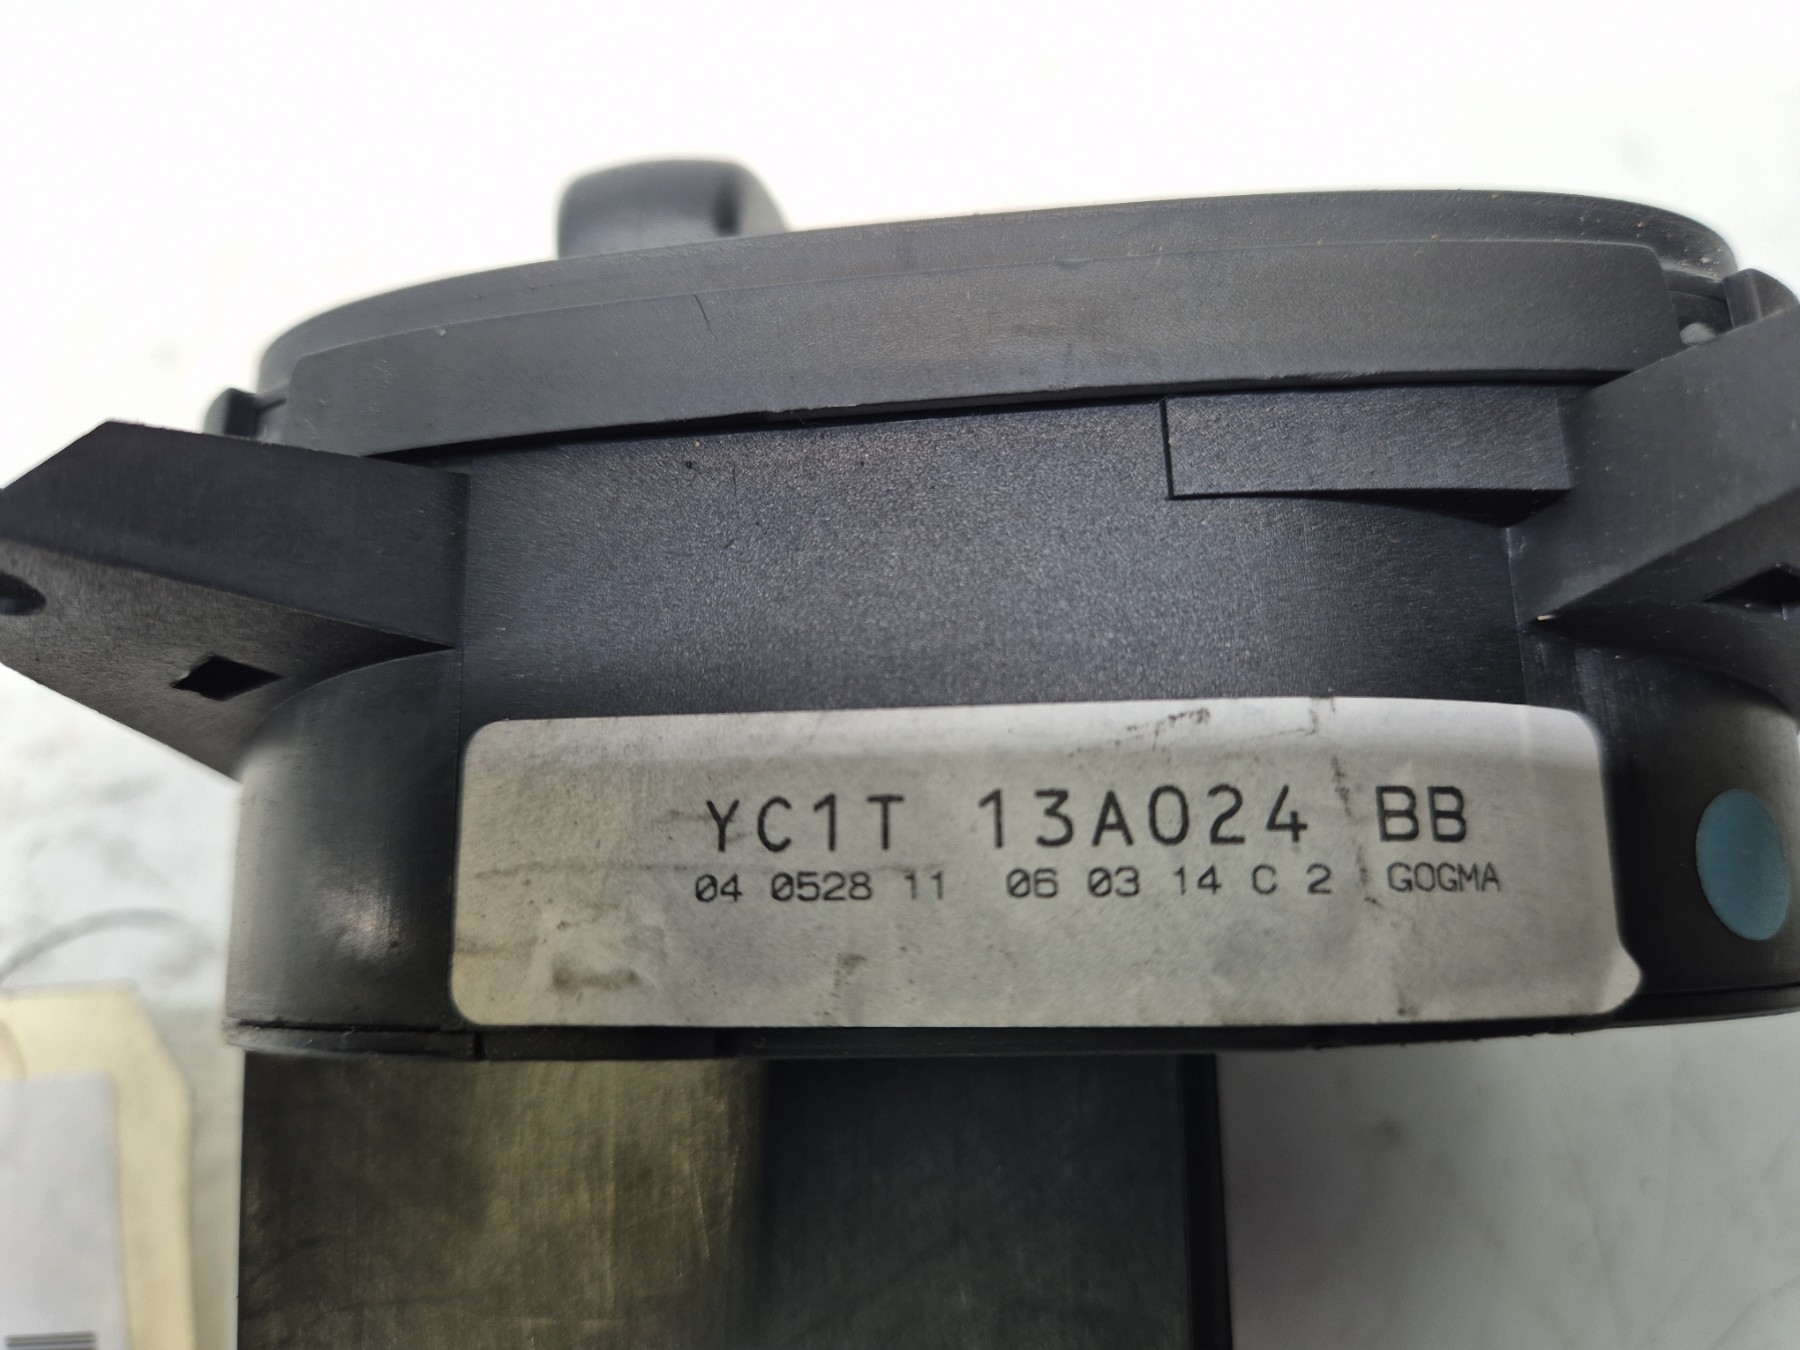 YC1T 13A024 BB
04 0528 11 06 03 14 C 2 GOGMA